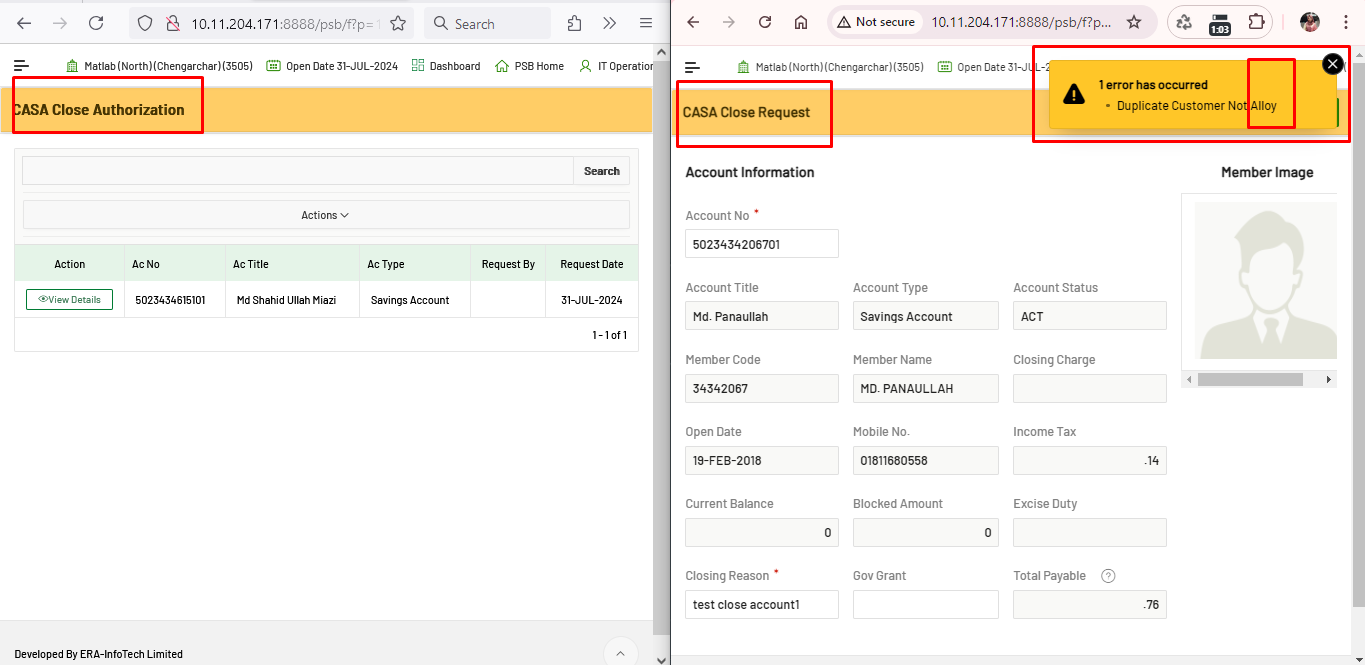 10.11.204.171:8888/psb/f?p=1
Search
Matlab (North) (Chengarchar) (3505)
Open Date 31-JUL-2024
Dashboard
PSB Home
IT Operation
CASA Close Authorization
Search
Actions
Action Ac No Ac Title Ac Type Request By Request Date
View Details 5023434615101 Md Shahid Ullah Miazi Savings Account 31-JUL-2024
1 - 1 of 1
Developed By ERA-InfoTech Limited
Not secure
10.11.204.171:8888/psb/f?p...
1:03
Matlab (North) (Chengarchar) (3505)
Open Date 31-JUL-2
1 error has occurred
• Duplicate Customer Not Alloy
CASA Close Request
Account Information
Member Image
Account No *
5023434206701
Account Title Account Type Account Status
Md. Panaullah Savings Account ACT
Member Code Member Name Closing Charge
34342067 MD. PANAULLAH
Open Date Mobile No. Income Tax
19-FEB-2018 01811680558 .14
Current Balance Blocked Amount Excise Duty
0 0
Closing Reason * Gov Grant Total Payable ?
test close account1 .76